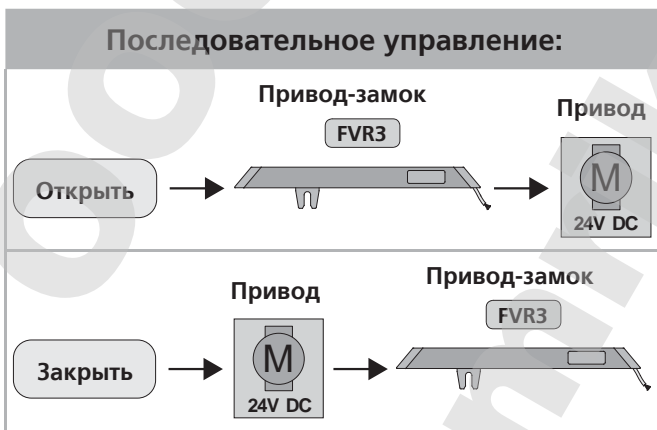 Последовательное управление:
Привод-замок
Привод
FVR3
Открыть
M
24V DC
Привод-замок
Привод
FVR3
Закрыть
M
24V DC